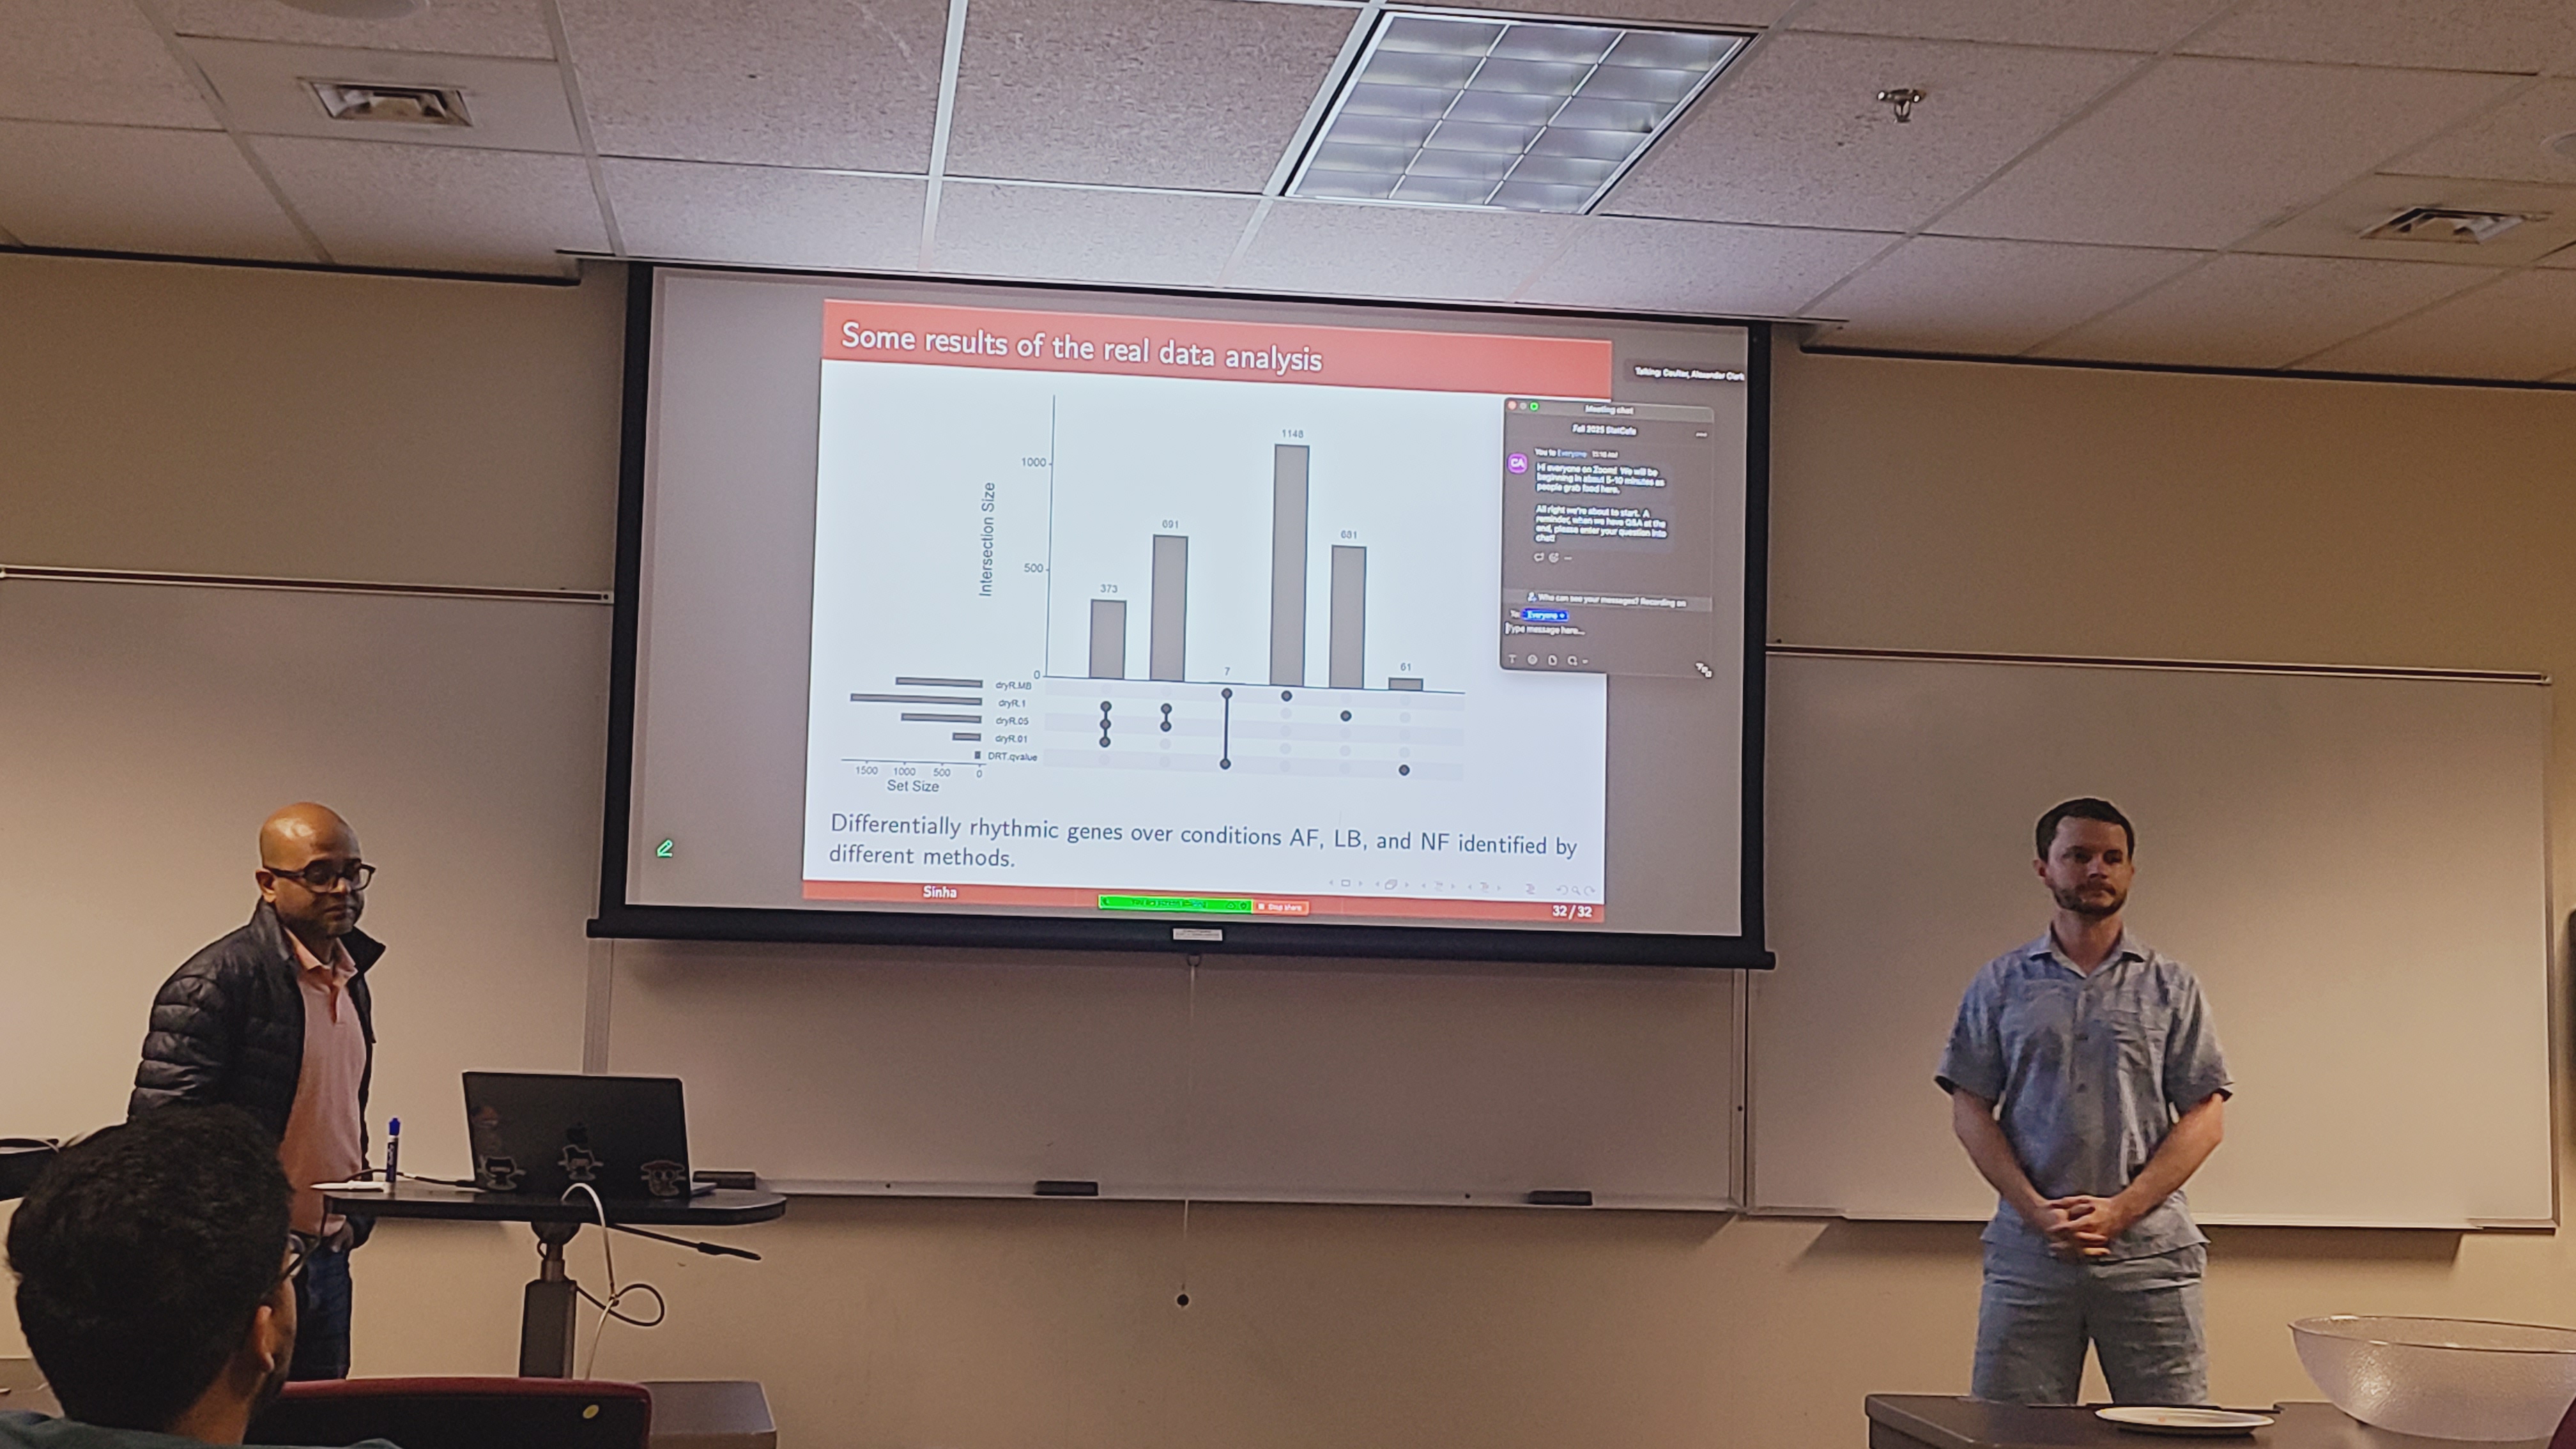 Some results of the real data analysis
Talking: Coulter, Alexander Clark
Meeting chat
Fall 2025 StatCafe
CA
You to Everyone
Hi everyone on Zoom! We will be
beginning in about 5-10 minutes as
people grab food here.
All right we're about to start. A
reminder, when we have Q&A at the
end, please enter your question into
chat!
Who can see your messages? Recording on
To: Everyone
Type message here...
Intersection Size
1000
500
0
373
691
7
1148
631
61
dryR.MB
dryR.1
dryR.05
dryR.01
DRT.qvalue
1500 1000 500 0
Set Size
Differentially rhythmic genes over conditions AF, LB, and NF identified by
different methods.
Sinha
Stop share
32 / 32